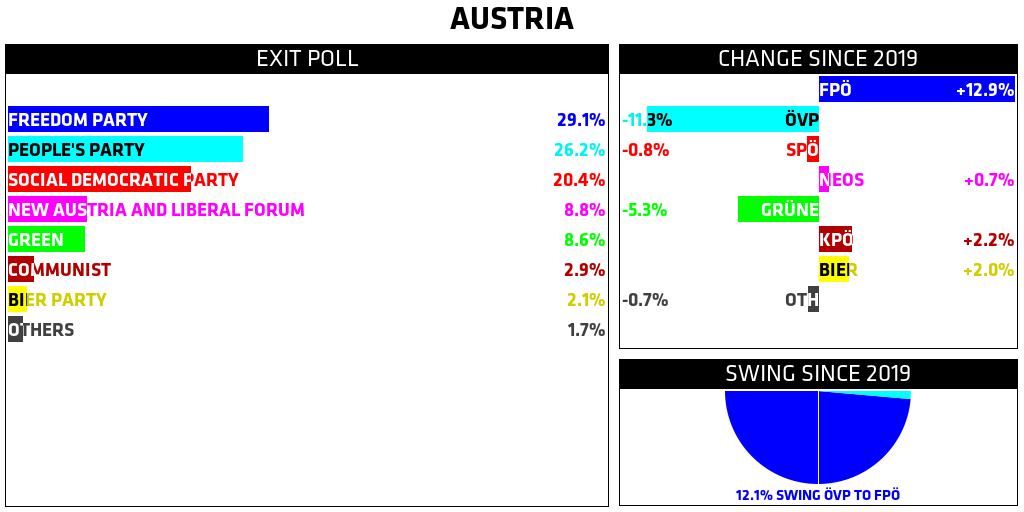 AUSTRIA
EXIT POLL
FREEDOM PARTY 29.1%
PEOPLE'S PARTY 26.2%
SOCIAL DEMOCRATIC PARTY 20.4%
NEW AUSTRIA AND LIBERAL FORUM 8.8%
GREEN 8.6%
COMMUNIST 2.9%
BIER PARTY 2.1%
OTHERS 1.7%
CHANGE SINCE 2019
FPÖ +12.9%
-11.3% ÖVP
-0.8% SPÖ
NEOS +0.7%
-5.3% GRÜNE
KPÖ +2.2%
BIER +2.0%
-0.7% OTH
SWING SINCE 2019
12.1% SWING ÖVP TO FPÖ